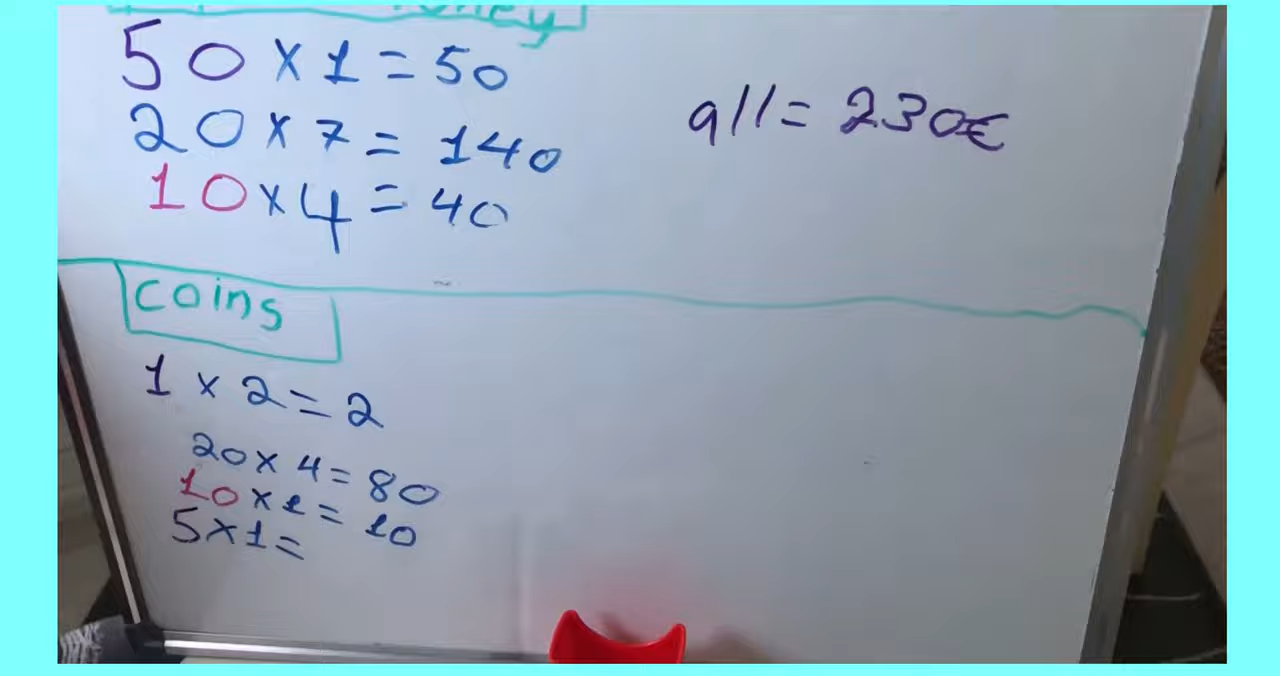 money
50 x 1 = 50
20 x 7 = 140
10 x 4 = 40
all = 230€
coins
1 x 2 = 2
20 x 4 = 80
10 x 1 = 10
5 x 1 =